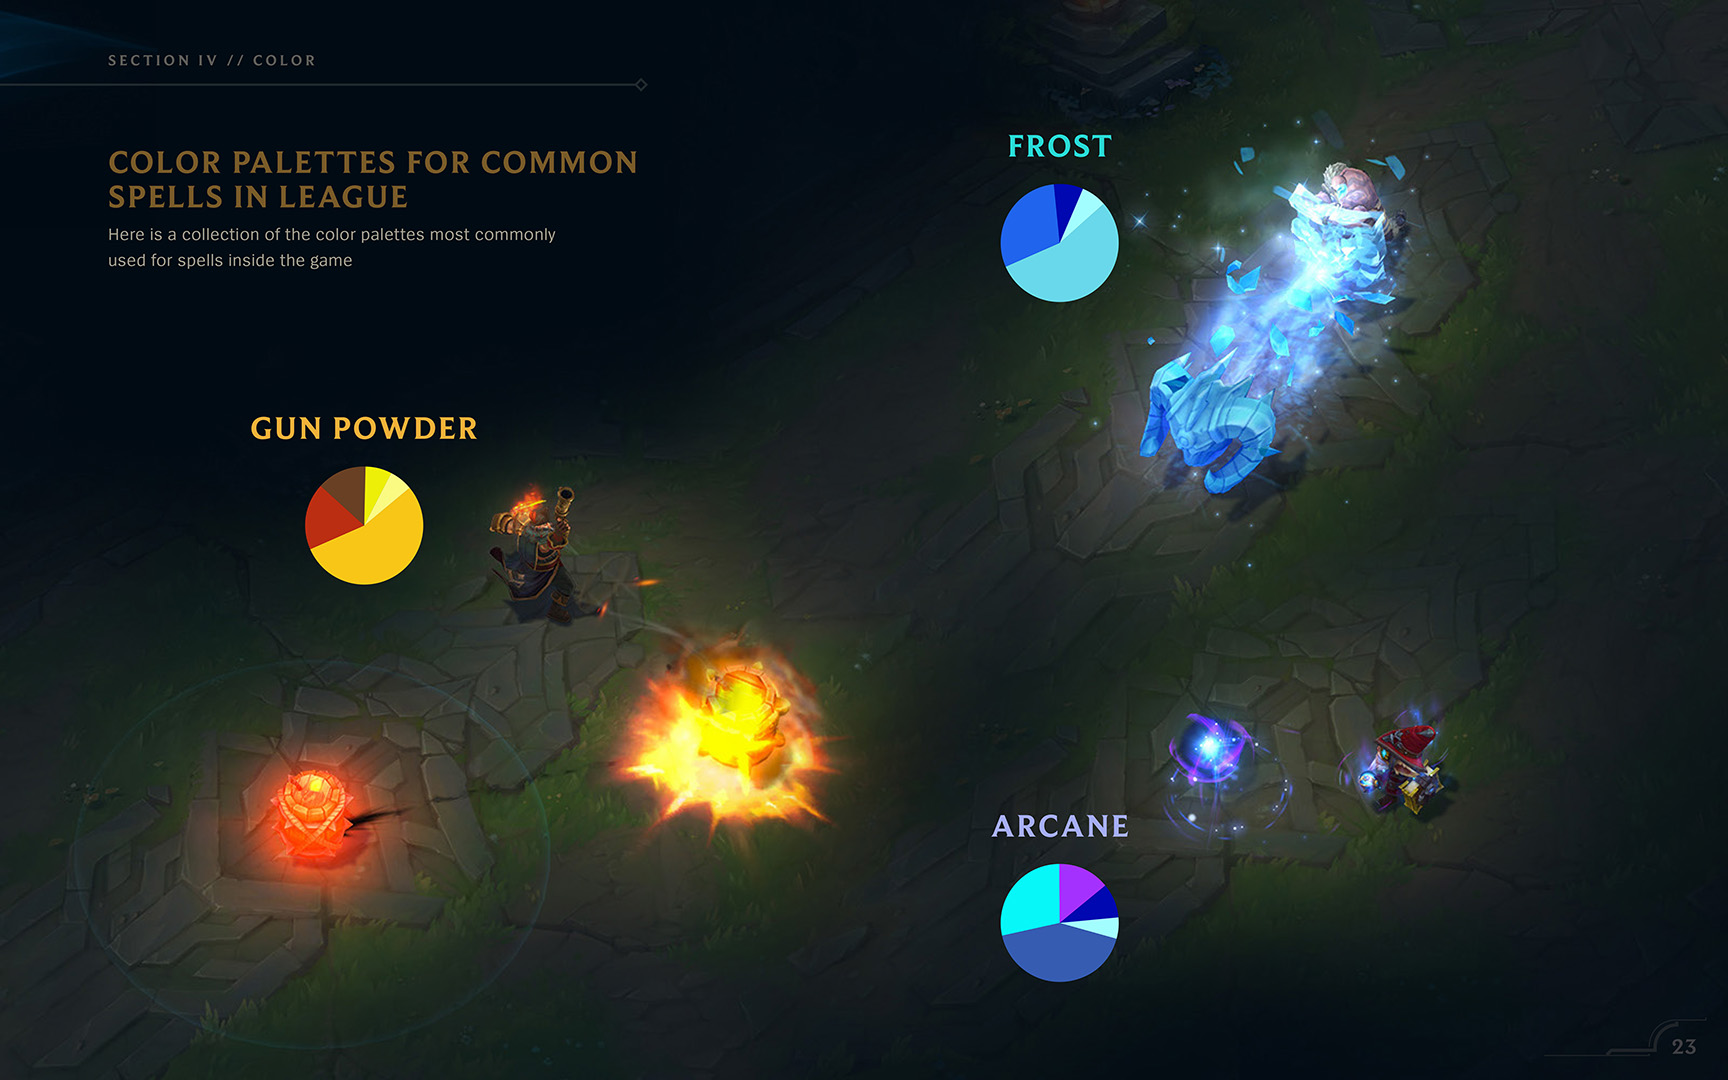 SECTION IV // COLOR
COLOR PALETTES FOR COMMON
SPELLS IN LEAGUE
Here is a collection of the color palettes most commonly
used for spells inside the game
FROST
GUN POWDER
ARCANE
23